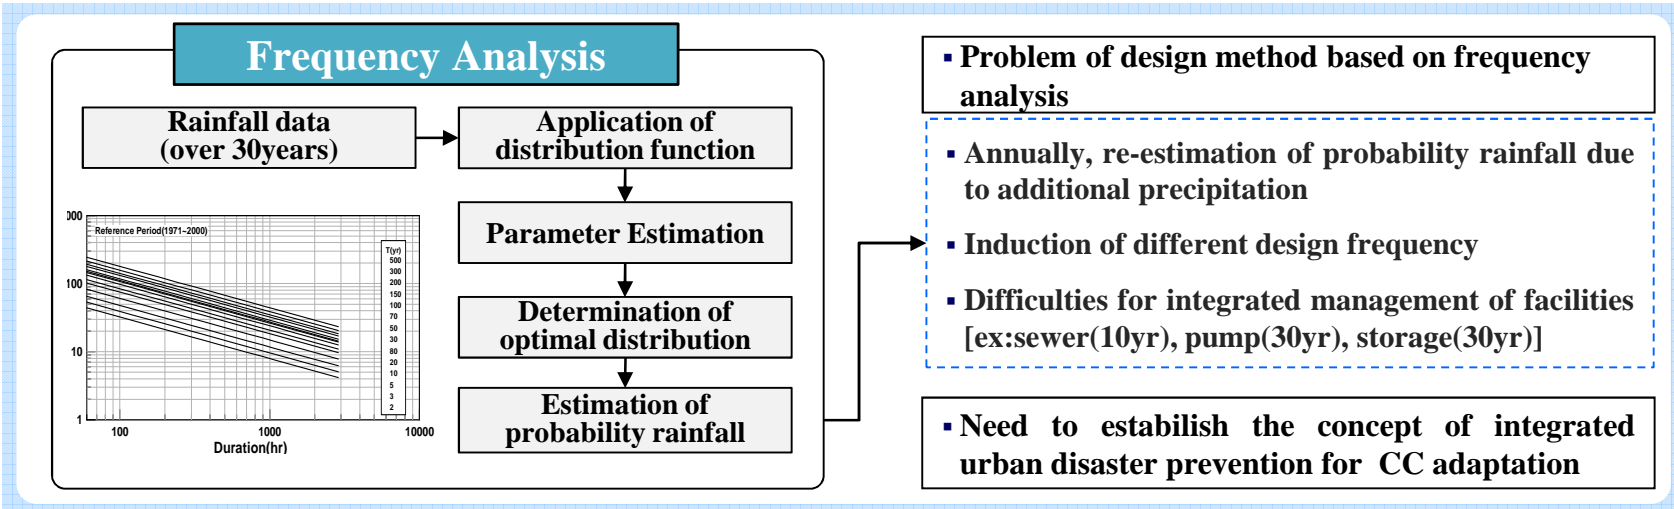 Frequency Analysis
Rainfall data
(over 30years)
Application of
distribution function
Parameter Estimation
Determination of
optimal distribution
Estimation of
probability rainfall
000
100
10
1
Reference Period(1971~2000)
T(yr)
500
300
200
150
100
70
50
30
80
20
10
5
3
2
100
1000
10000
Duration(hr)
▪ Problem of design method based on frequency
analysis
▪ Annually, re-estimation of probability rainfall due
to additional precipitation
▪ Induction of different design frequency
▪ Difficulties for integrated management of facilities
[ex:sewer(10yr), pump(30yr), storage(30yr)]
▪ Need to estabilish the concept of integrated
urban disaster prevention for CC adaptation